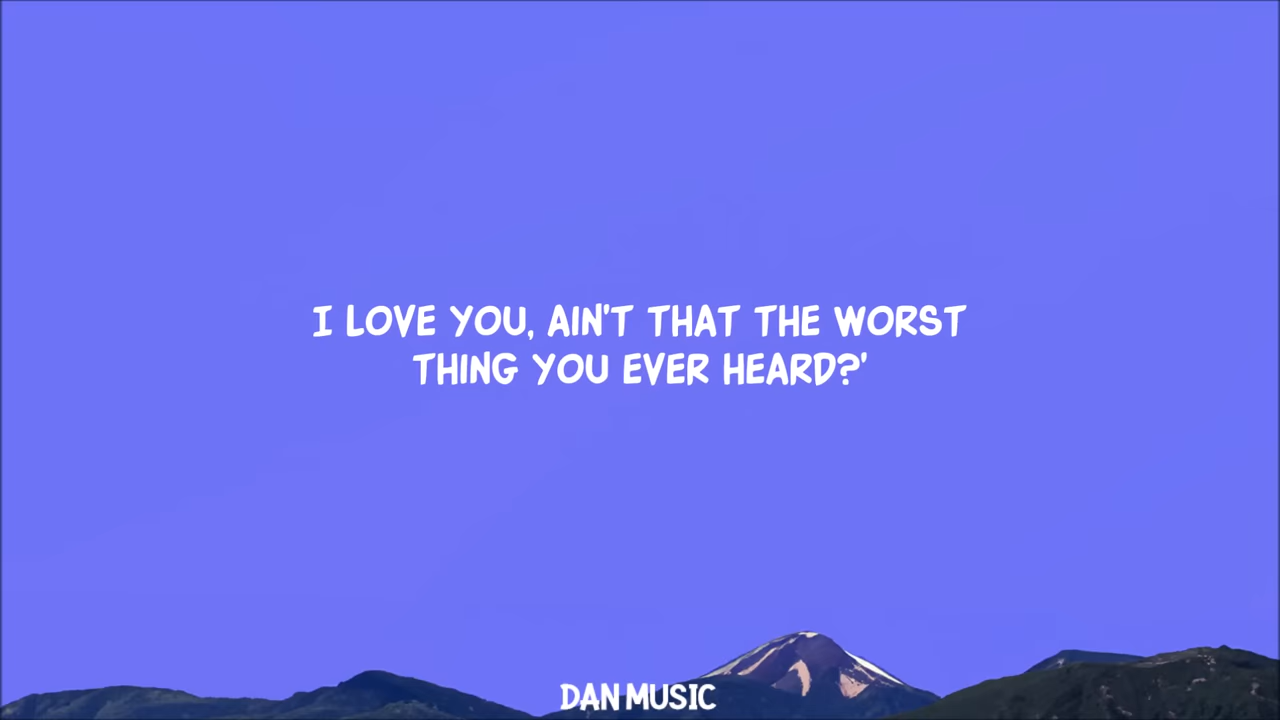 I LOVE YOU, AIN'T THAT THE WORST
THING YOU EVER HEARD?'
DAN MUSIC